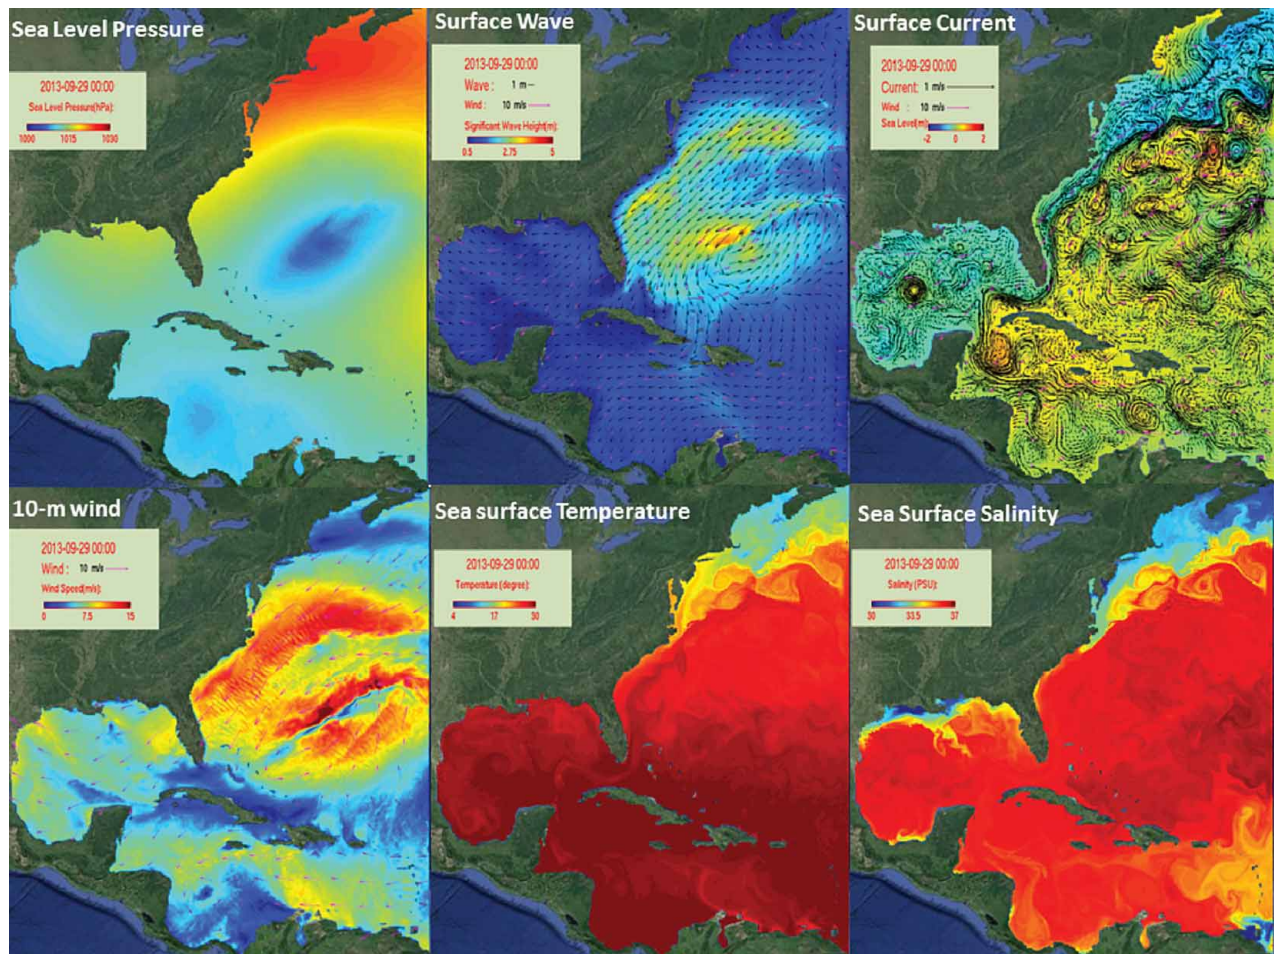 Sea Level Pressure
2013-09-29 00:00
Sea Level Pressure(hPa):
1000 1015 1030
Surface Wave
2013-09-29 00:00
Wave : 1 m
Wind : 10 m/s
Significant Wave Height(m)
0.5 2.75 5
Surface Current
2013-09-29 00:00
Current: 1 m/s
Wind : 10 m/s
Sea Level(m):
-2 0 2
10-m wind
2013-09-29 00:00
Wind : 10 m/s
Wind Speed(m/s):
0 7.5 15
Sea surface Temperature
2013-09-29 00:00
Temperature (degree):
4 17 30
Sea Surface Salinity
2013-09-29 00:00
Salinity (PSU):
30 33.5 37